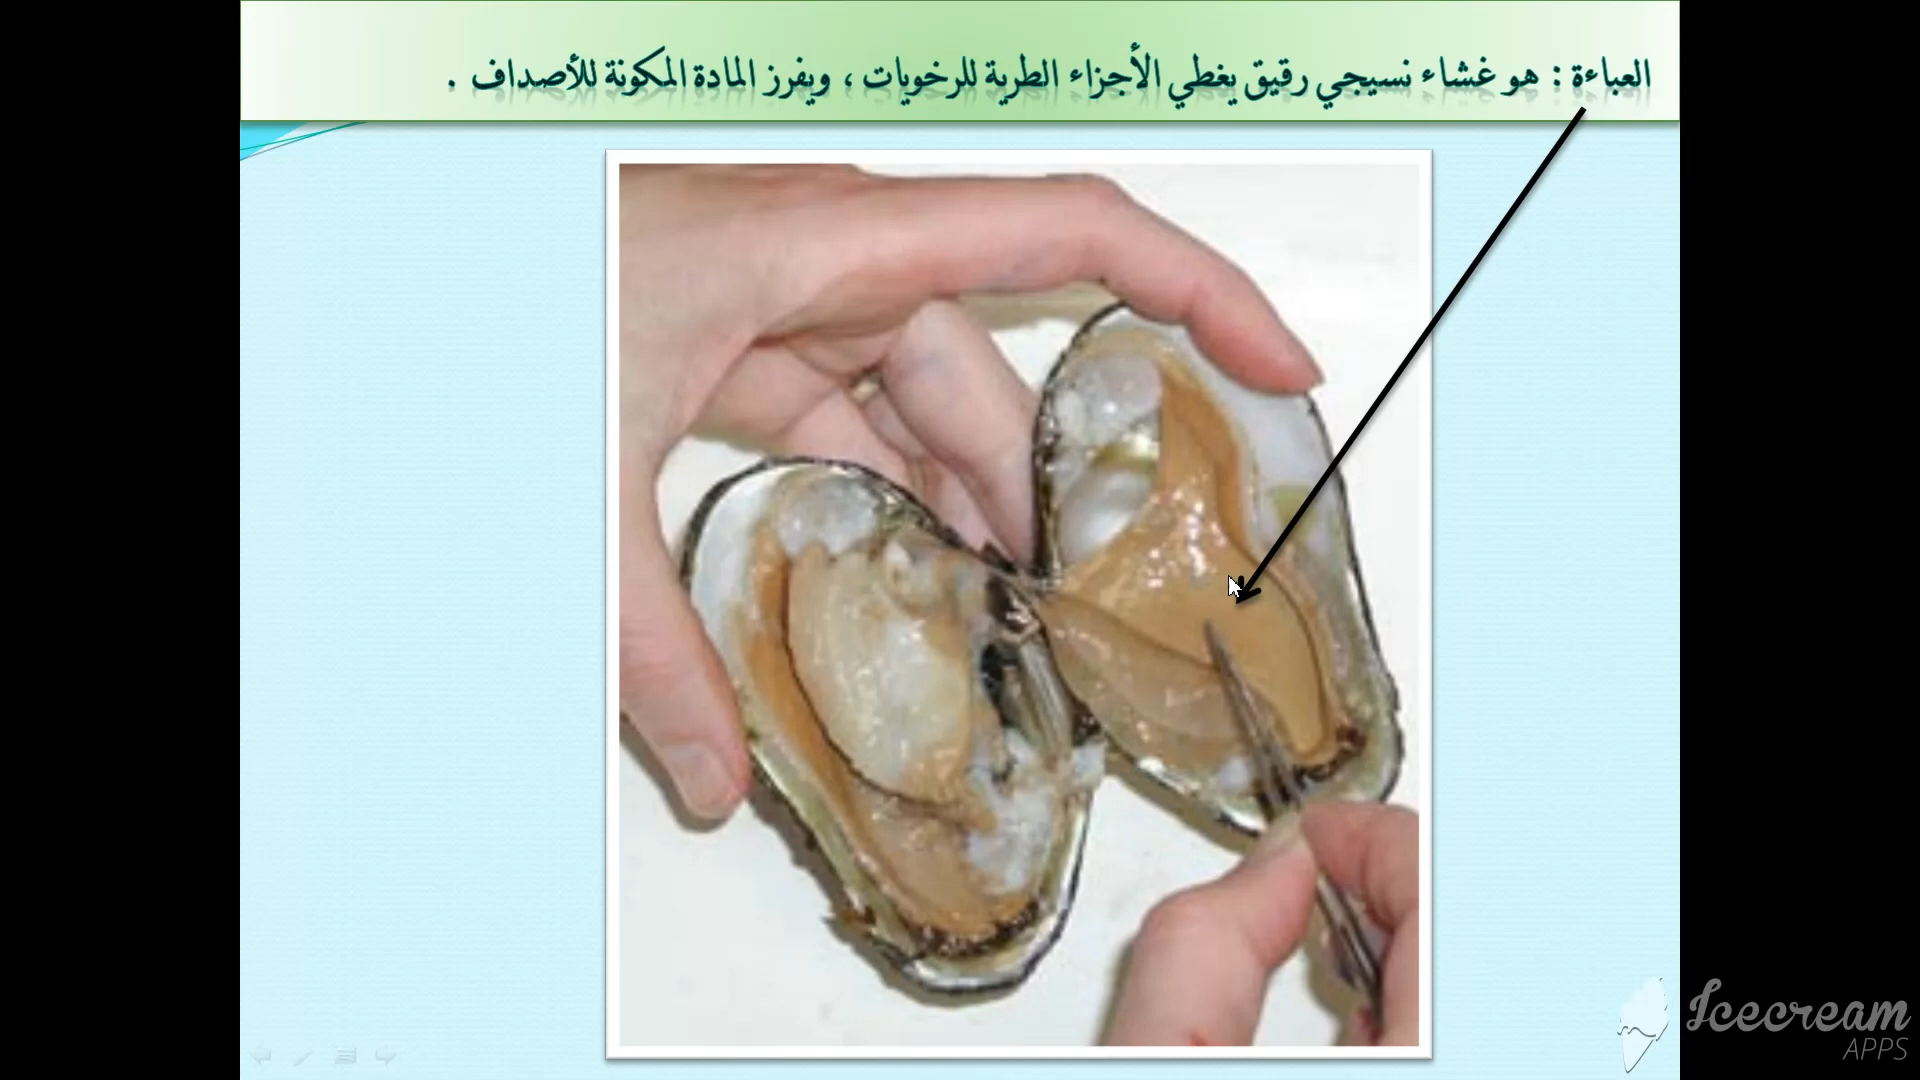 العباءة : هو غشاء نسيجي رقيق يغطي الأجزاء الطرية للرخويات ، ويفرز المادة المكونة للأصداف .
Icecream
APPS